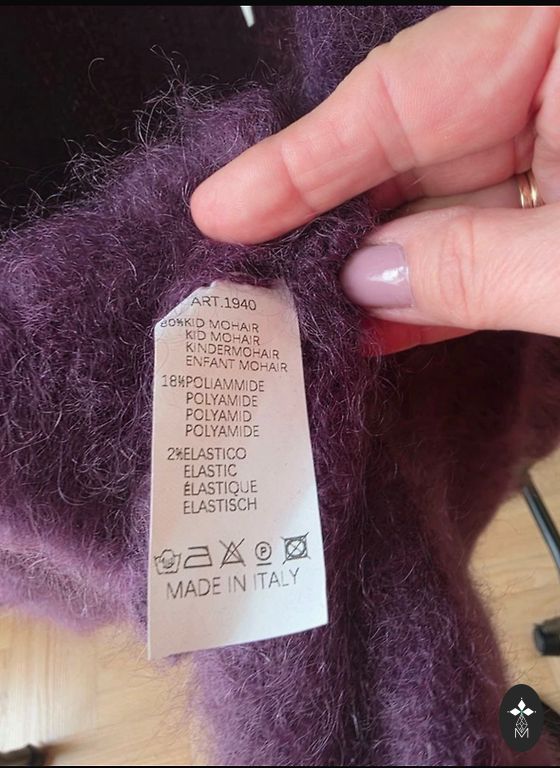 ART.1940
80%KID MOHAIR
KID MOHAIR
KINDERMOHAIR
ENFANT MOHAIR
18%POLIAMMIDE
POLYAMIDE
POLYAMID
POLYAMIDE
2%ELASTICO
ELASTIC
ÉLASTIQUE
ELASTISCH
P
MADE IN ITALY
M